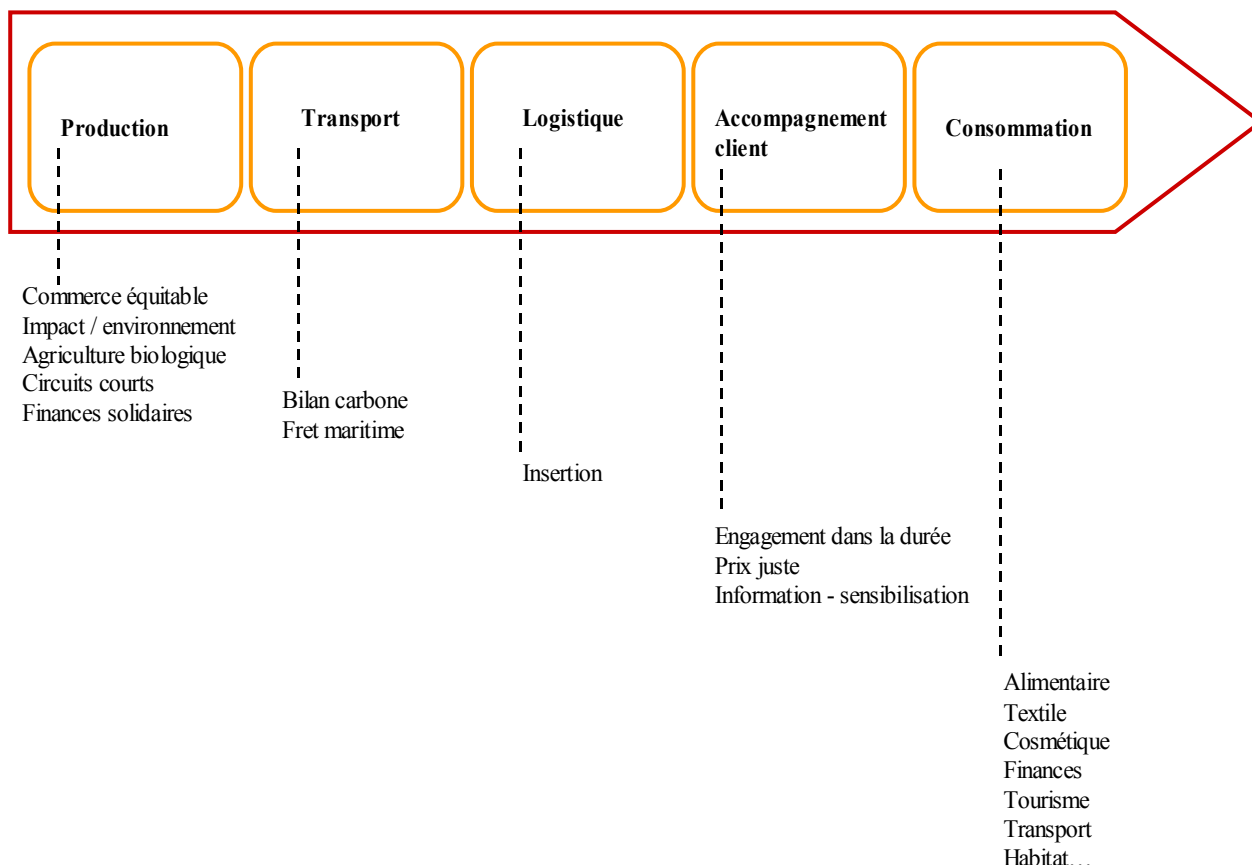 Production
Transport
Logistique
Accompagnement
client
Consommation
Commerce équitable
Impact / environnement
Agriculture biologique
Circuits courts
Finances solidaires
Bilan carbone
Fret maritime
Insertion
Engagement dans la durée
Prix juste
Information - sensibilisation
Alimentaire
Textile
Cosmétique
Finances
Tourisme
Transport
Habitat…